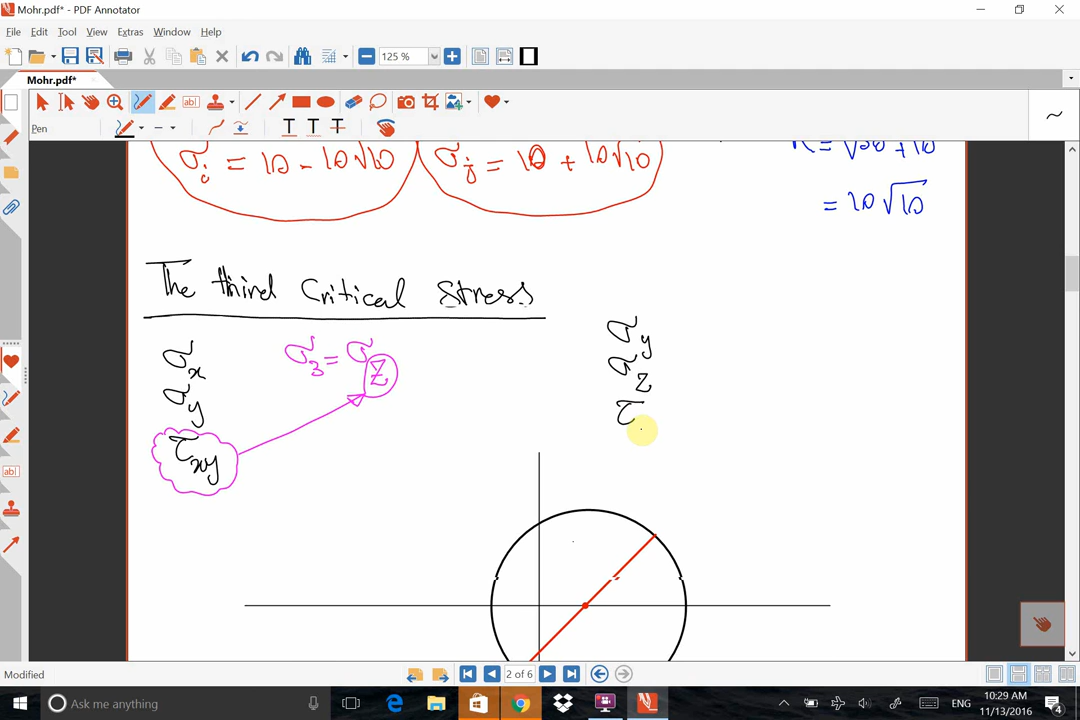 Mohr.pdf* - PDF Annotator
File Edit Tool View Extras Window Help
125 %
Mohr.pdf*
Pen
σi = 10 - 10√10
σj = 10 + 10√10
= 10√10
The third Critical Stress
σx
σy
τxy
σ3 = σZ
σy
σz
τ
Modified
2 of 6
Ask me anything
ENG
10:29 AM
11/13/2016
4